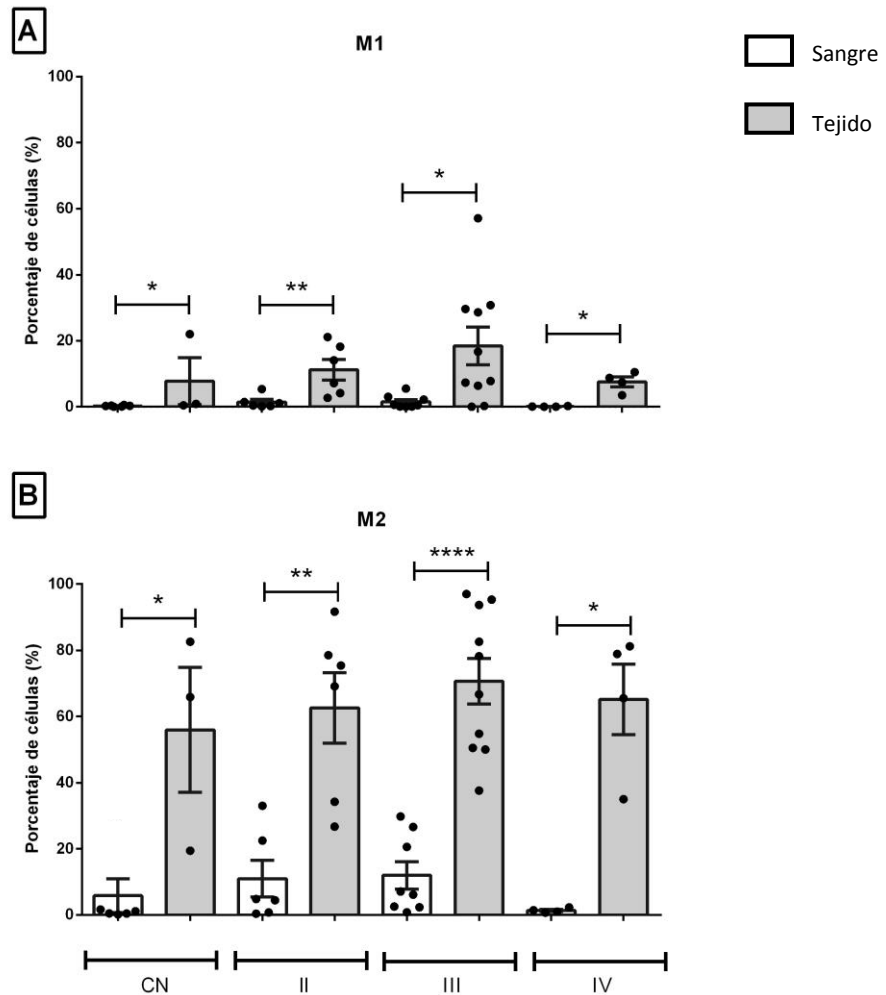 A
M1
Sangre
Tejido
Porcentaje de células (%)
100
80
60
40
20
0
*
**
*
*
B
M2
Porcentaje de células (%)
100
80
60
40
20
0
*
**
****
*
CN
II
III
IV